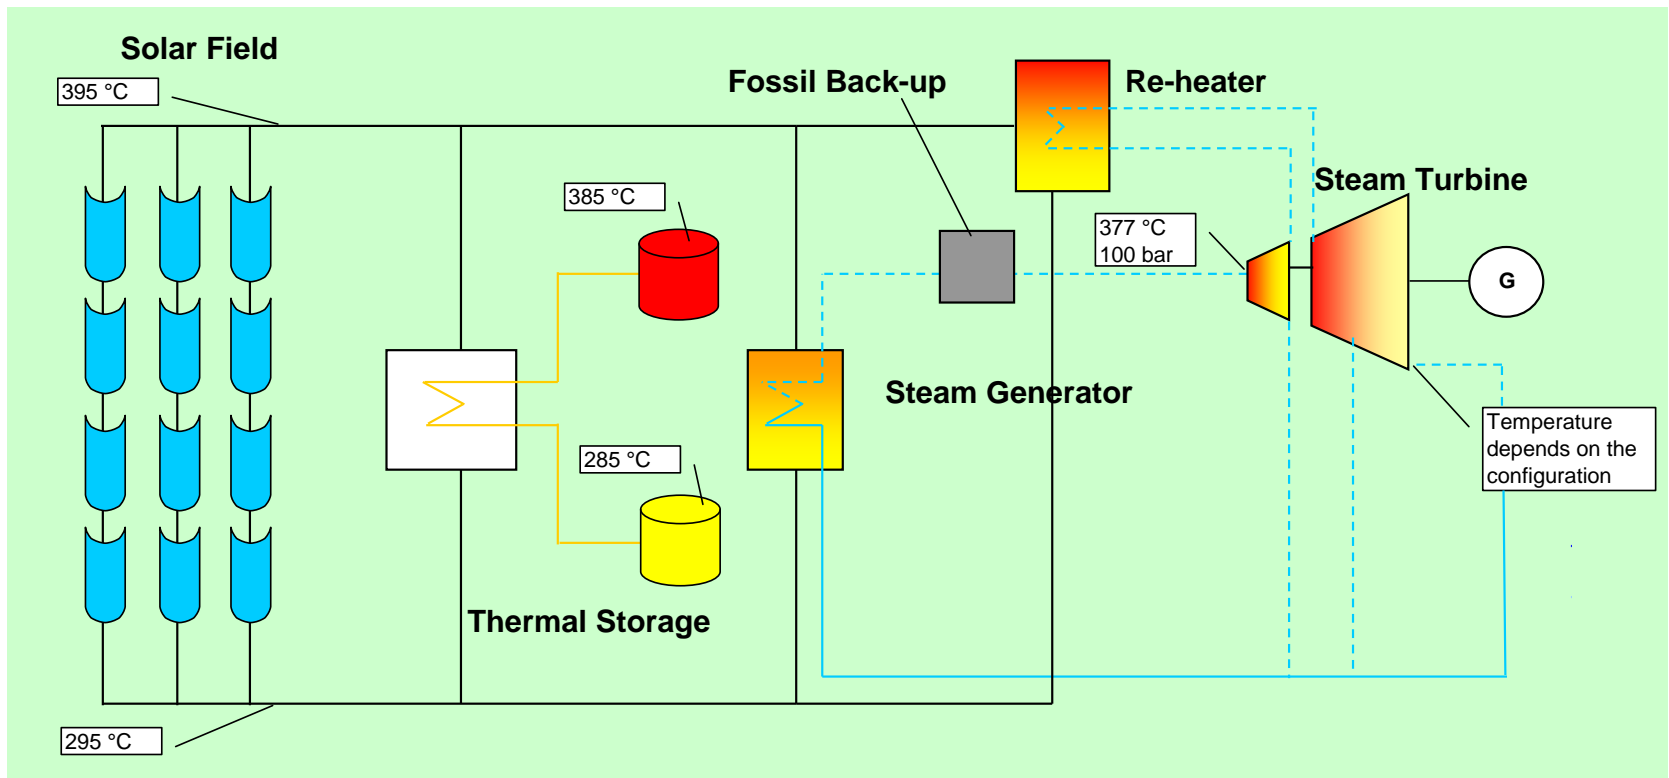 Solar Field
395 °C
Fossil Back-up
Re-heater
385 °C
Steam Turbine
377 °C
100 bar
G
Steam Generator
285 °C
Temperature
depends on the
configuration
Thermal Storage
295 °C